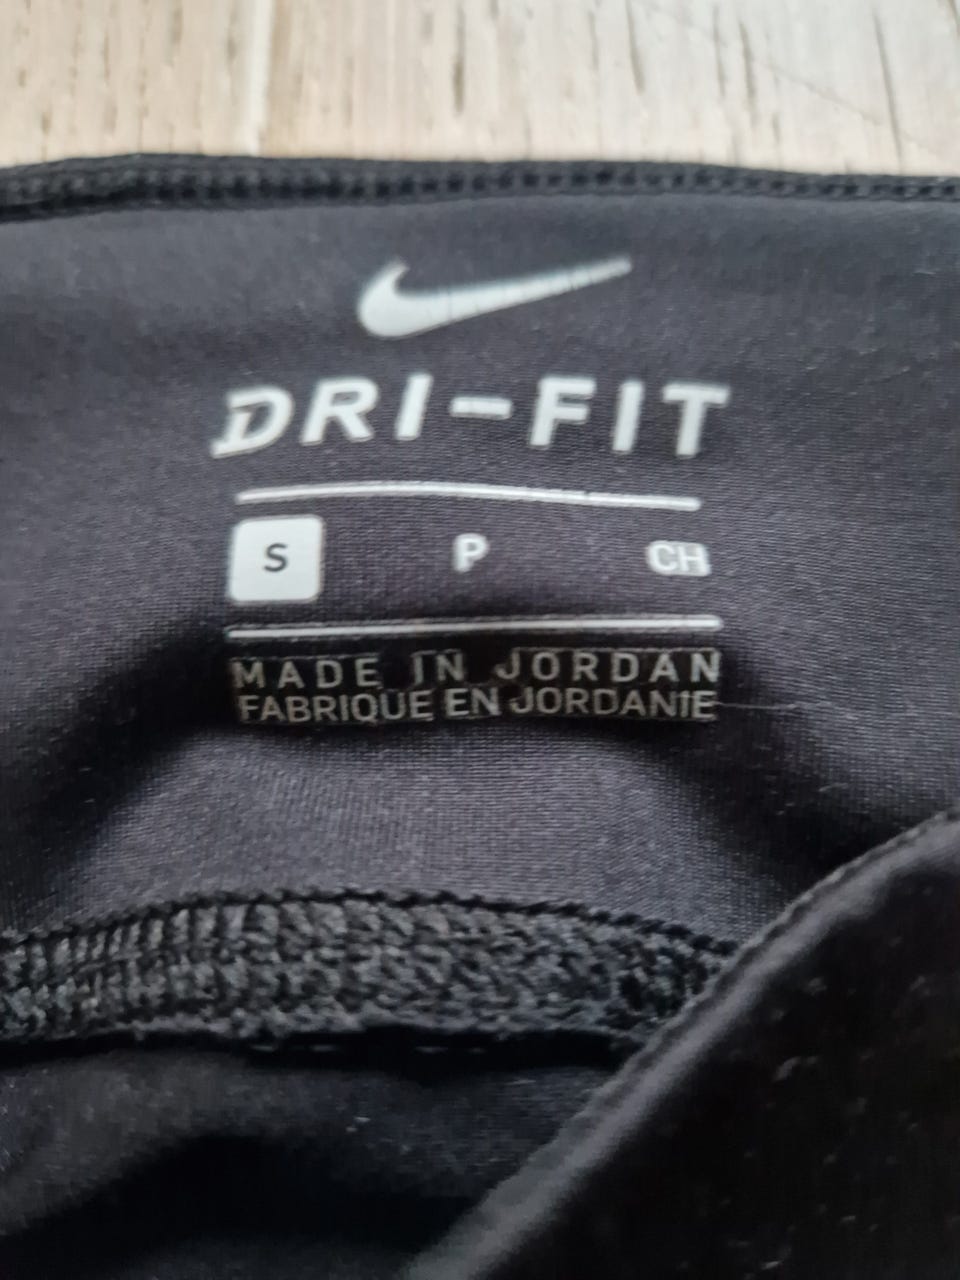 DRI-FIT
S P CH
MADE IN JORDAN
FABRIQUE EN JORDANIE